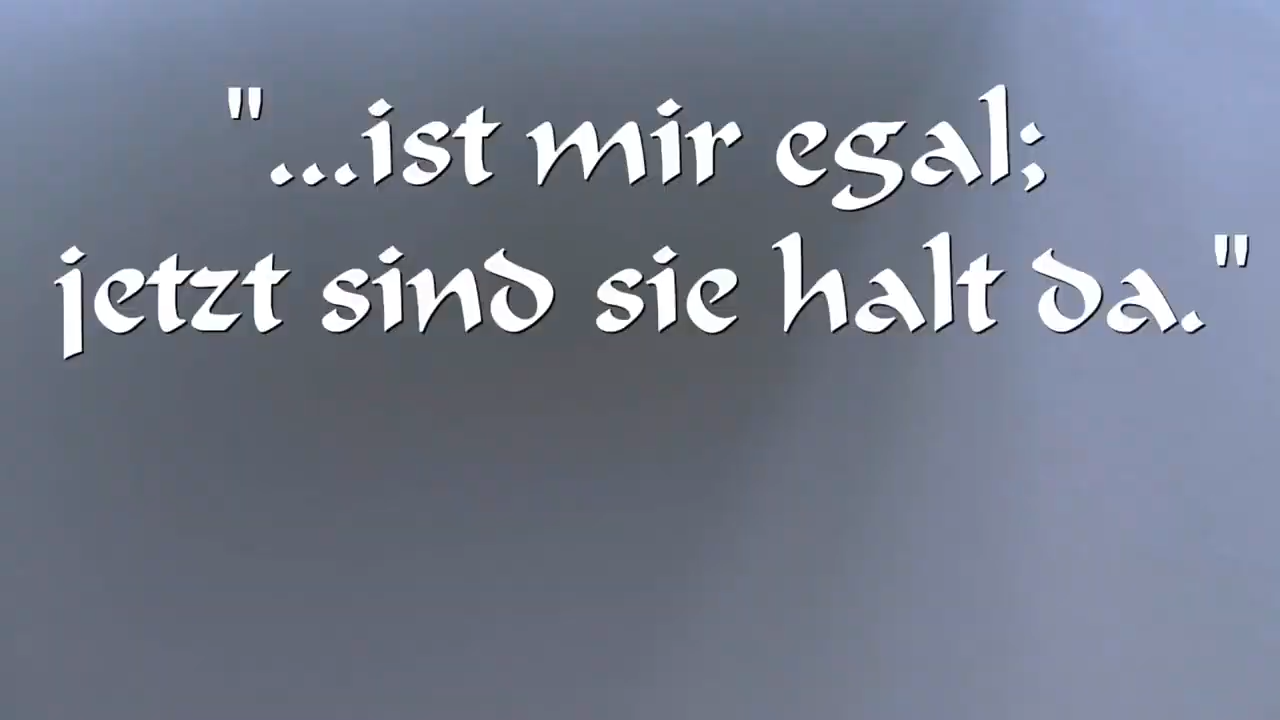 "...ist mir egal;
jetzt sind sie halt da."